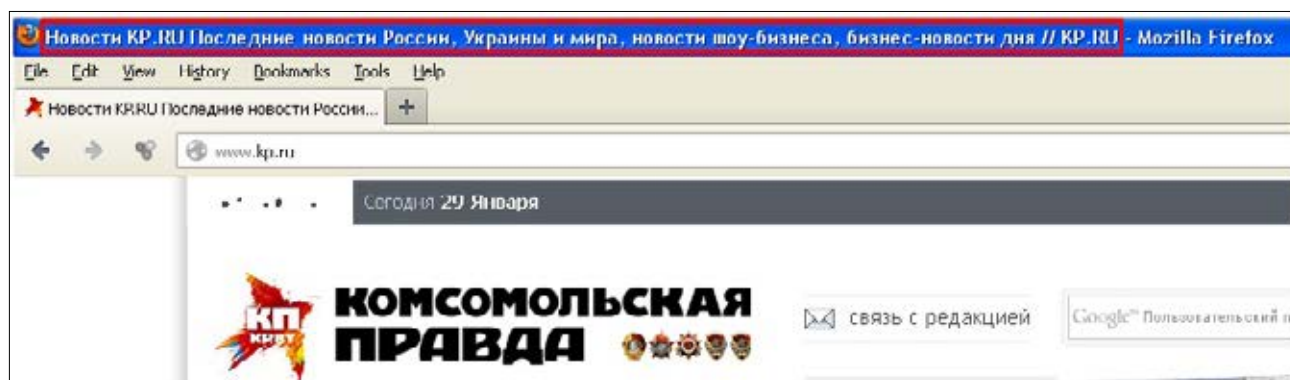 Новости KP.RU Последние новости России, Украины и мира, новости шоу-бизнеса, бизнес-новости дня // KP.RU - Mozilla Firefox
File Edit View History Bookmarks Tools Help
Новости KP.RU Последние новости России... +
www.kp.ru
Сегодня 29 Января
КП
КОМСОМОЛЬСКАЯ
ПРАВДА
связь с редакцией
Google™ Пользовательский п